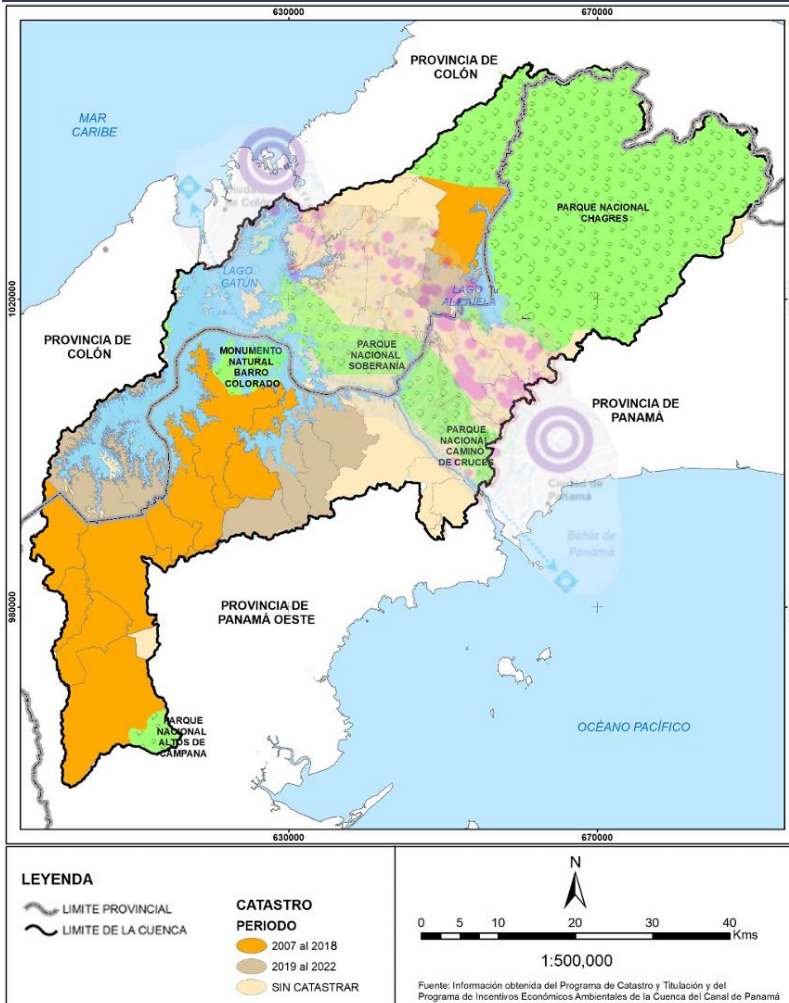 630000
670000
PROVINCIA DE
COLÓN
MAR
CARIBE
Ciudad
de Colón
PARQUE NACIONAL
CHAGRES
LAGO
GATÚN
LAGO
ALAJUELA
1020000
PROVINCIA DE
COLÓN
MONUMENTO
NATURAL
BARRO
COLORADO
PARQUE
NACIONAL
SOBERANÍA
PROVINCIA DE
PANAMÁ
PARQUE
NACIONAL
CAMINO
DE CRUCES
Ciudad de
Panamá
Bahía de
Panamá
980000
PROVINCIA DE
PANAMÁ OESTE
PARQUE
NACIONAL
ALTOS DE
CAMPANA
OCÉANO PACÍFICO
630000
670000
LEYENDA
LIMITE PROVINCIAL
LIMITE DE LA CUENCA
CATASTRO
PERIODO
2007 al 2018
2019 al 2022
SIN CATASTRAR
N
0 5 10 20 30 40
Kms
1:500,000
Fuente: Información obtenida del Programa de Catastro y Titulación y del
Programa de Incentivos Económicos Ambientales de la Cuenca del Canal de Panamá